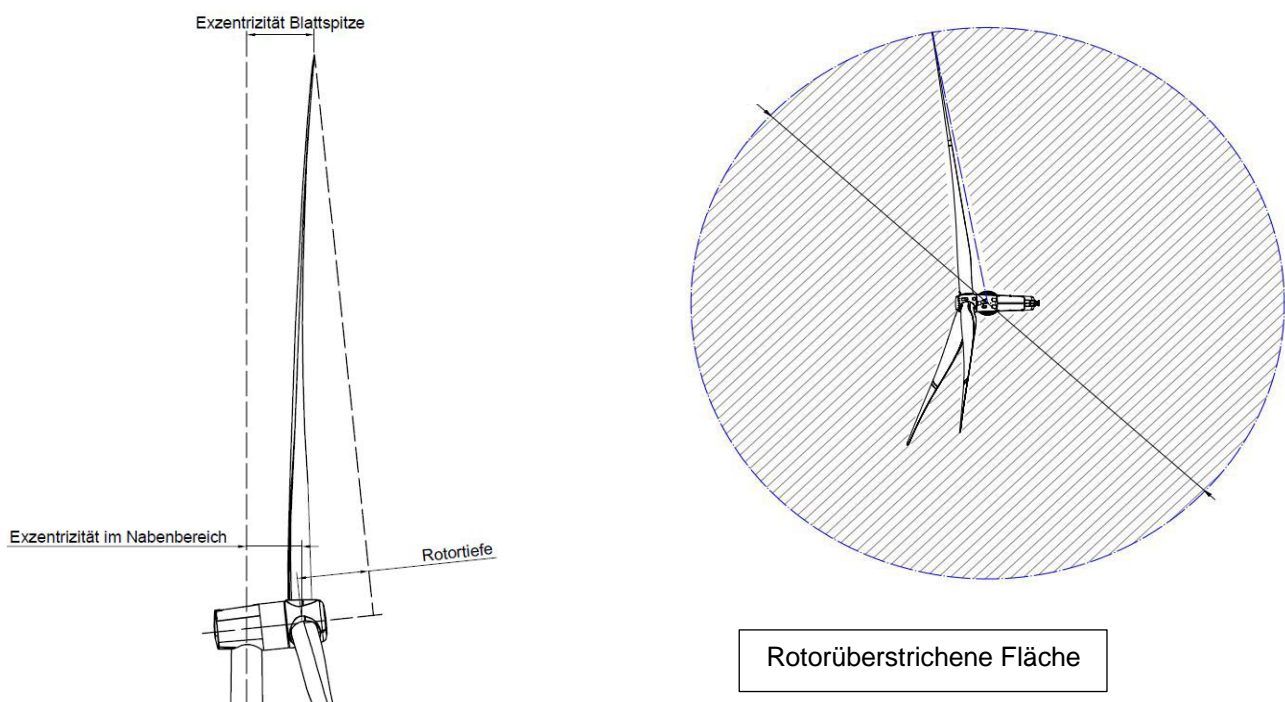 Exzentrizität Blattspitze
Exzentrizität im Nabenbereich
Rotortiefe
Rotorüberstrichene Fläche